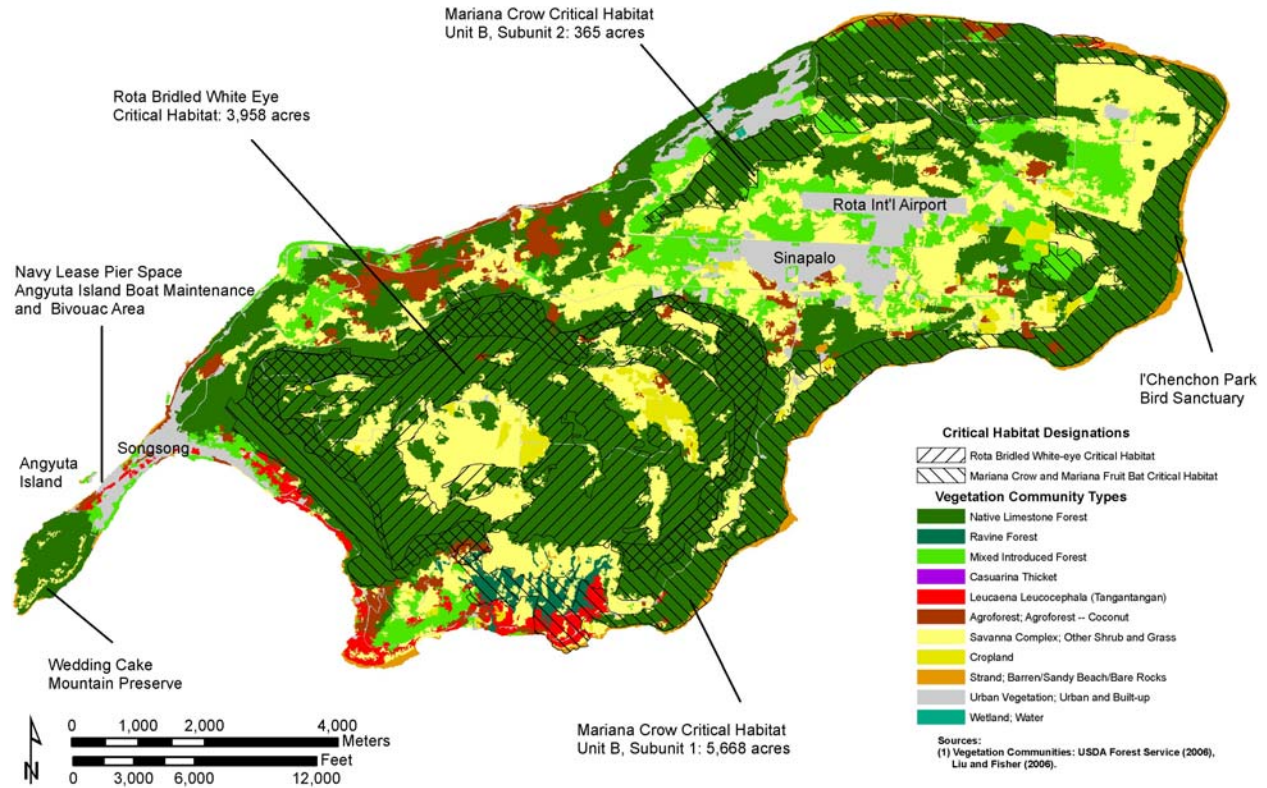 Mariana Crow Critical Habitat
Unit B, Subunit 2: 365 acres
Rota Bridled White Eye
Critical Habitat: 3,958 acres
Rota Int'l Airport
Sinapalo
Navy Lease Pier Space
Angyuta Island Boat Maintenance
and Bivouac Area
I'Chenchon Park
Bird Sanctuary
Songsong
Angyuta
Island
Wedding Cake
Mountain Preserve
Mariana Crow Critical Habitat
Unit B, Subunit 1: 5,668 acres
Critical Habitat Designations
Rota Bridled White-eye Critical Habitat
Mariana Crow and Mariana Fruit Bat Critical Habitat
Vegetation Community Types
Native Limestone Forest
Ravine Forest
Mixed Introduced Forest
Casuarina Thicket
Leucaena Leucocephala (Tangantangan)
Agroforest; Agroforest -- Coconut
Savanna Complex; Other Shrub and Grass
Cropland
Strand; Barren/Sandy Beach/Bare Rocks
Urban Vegetation; Urban and Built-up
Wetland; Water
Sources:
(1) Vegetation Communities: USDA Forest Service (2006),
Liu and Fisher (2006).
N
0 1,000 2,000 4,000
Meters
Feet
0 3,000 6,000 12,000